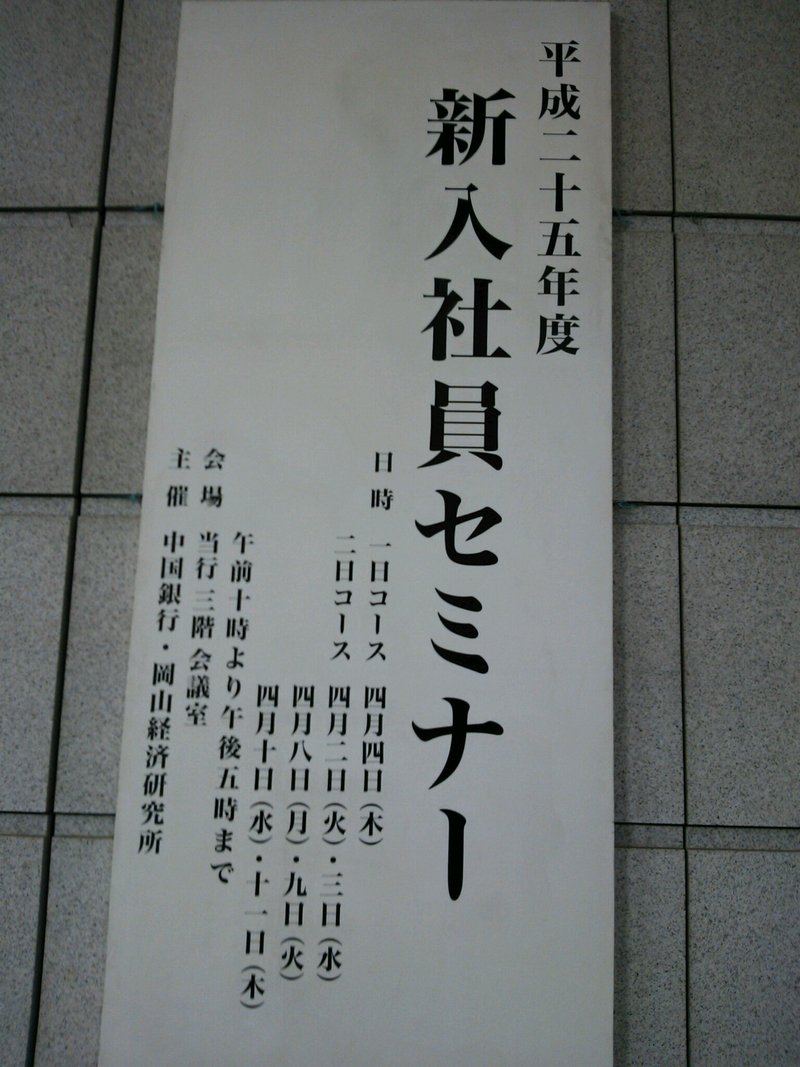 平成二十五年度
新入社員セミナー
日時 一日コース 四月四日(木)
二日コース 四月二日(火)・三日(水)
四月八日(月)・九日(火)
四月十日(水)・十一日(木)
午前十時より午後五時まで
会場 当行三階会議室
主催 中国銀行・岡山経済研究所